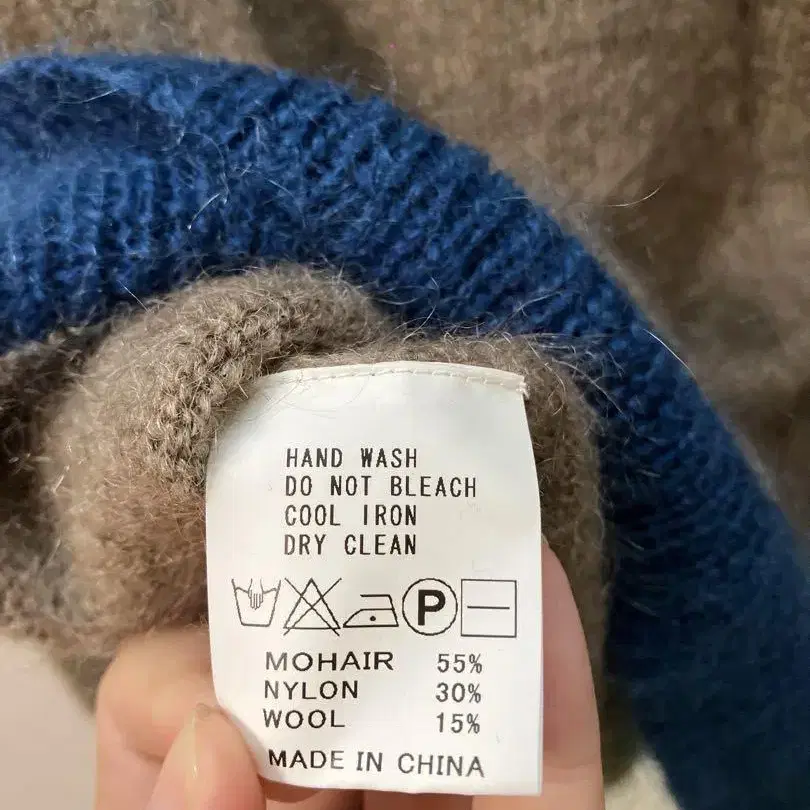 HAND WASH
DO NOT BLEACH
COOL IRON
DRY CLEAN
P
MOHAIR 55%
NYLON 30%
WOOL 15%
MADE IN CHINA